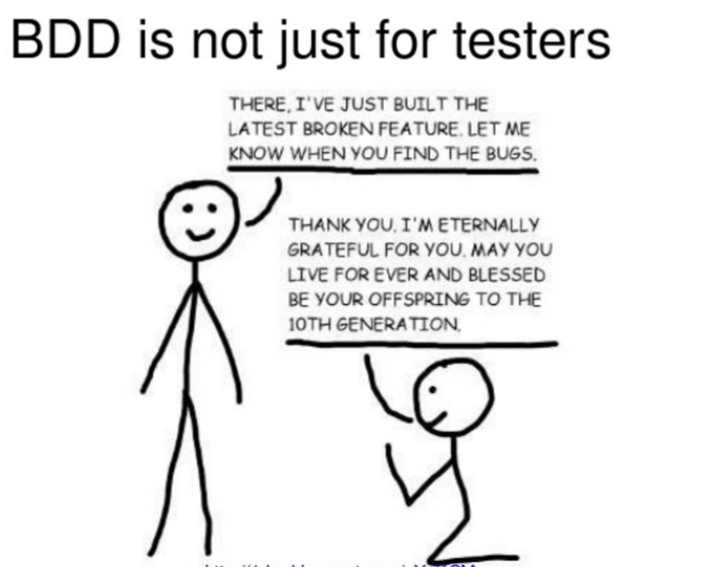 BDD is not just for testers
THERE, I'VE JUST BUILT THE
LATEST BROKEN FEATURE. LET ME
KNOW WHEN YOU FIND THE BUGS.
THANK YOU. I'M ETERNALLY
GRATEFUL FOR YOU. MAY YOU
LIVE FOR EVER AND BLESSED
BE YOUR OFFSPRING TO THE
10TH GENERATION.